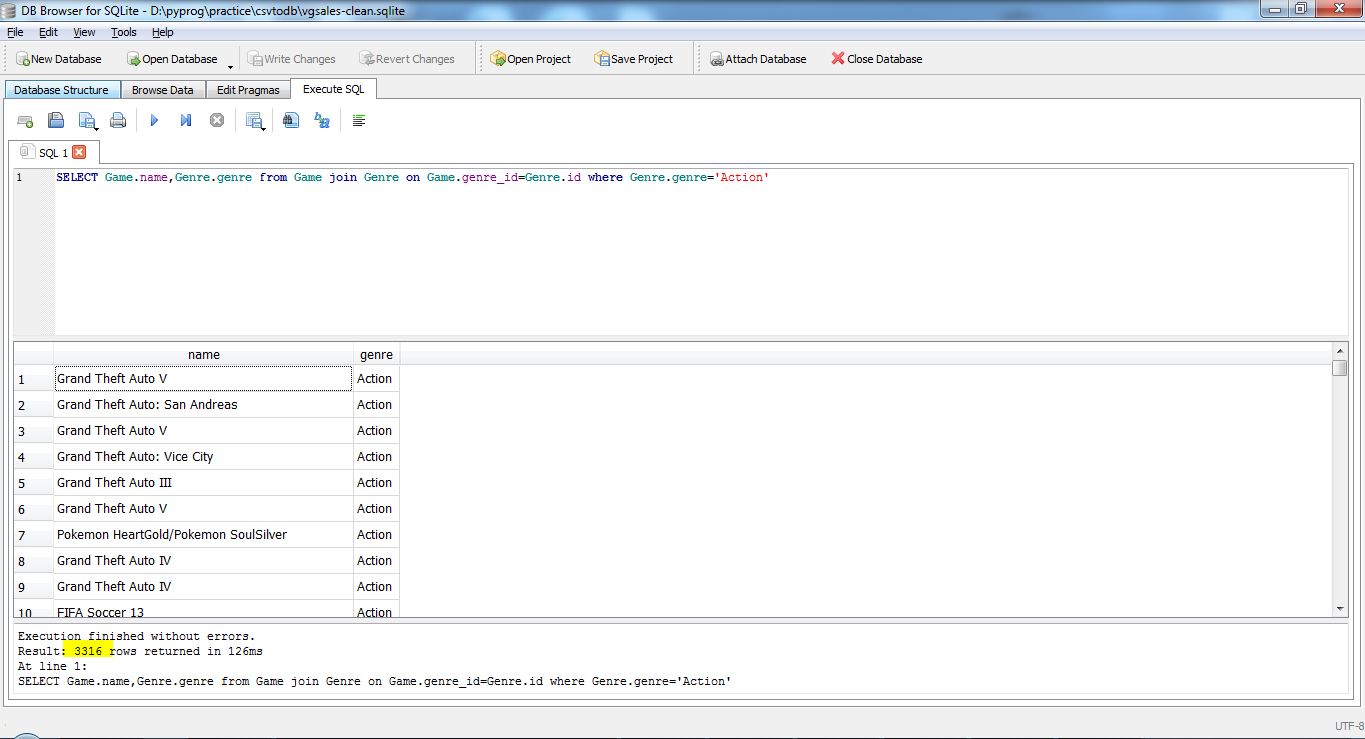 DB Browser for SQLite - D:\pyprog\practice\csvtodb\vgsales-clean.sqlite
File Edit View Tools Help
New Database Open Database Write Changes Revert Changes Open Project Save Project Attach Database Close Database
Database Structure Browse Data Edit Pragmas Execute SQL
SQL 1
1 SELECT Game.name,Genre.genre from Game join Genre on Game.genre_id=Genre.id where Genre.genre='Action'
name genre
1 Grand Theft Auto V Action
2 Grand Theft Auto: San Andreas Action
3 Grand Theft Auto V Action
4 Grand Theft Auto: Vice City Action
5 Grand Theft Auto III Action
6 Grand Theft Auto V Action
7 Pokemon HeartGold/Pokemon SoulSilver Action
8 Grand Theft Auto IV Action
9 Grand Theft Auto IV Action
10 FIFA Soccer 13 Action
Execution finished without errors.
Result: 3316 rows returned in 126ms
At line 1:
SELECT Game.name,Genre.genre from Game join Genre on Game.genre_id=Genre.id where Genre.genre='Action'
UTF-8